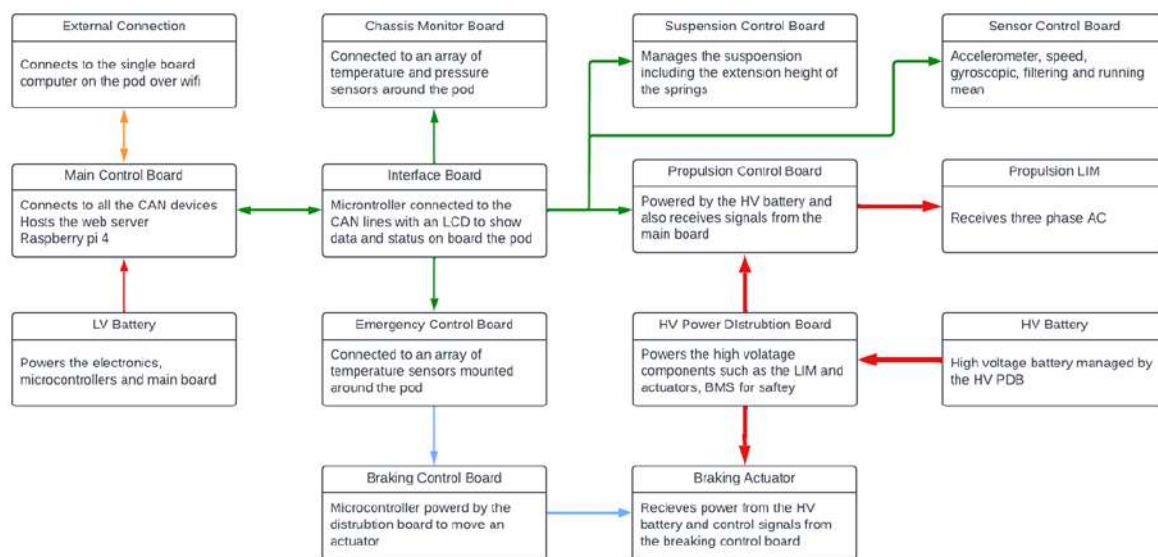 External Connection
Connects to the single board
computer on the pod over wifi
Chassis Monitor Board
Connected to an array of
temperature and pressure
sensors around the pod
Suspension Control Board
Manages the suspoension
including the extension height of
the springs
Sensor Control Board
Accelerometer, speed,
gyroscopic, filtering and running
mean
Main Control Board
Connects to all the CAN devices
Hosts the web server
Raspberry pi 4
Interface Board
Microntroller connected to the
CAN lines with an LCD to show
data and status on board the pod
Propulsion Control Board
Powered by the HV battery and
also receives signals from the
main board
Propulsion LIM
Receives three phase AC
LV Battery
Powers the electronics,
microcontrollers and main board
Emergency Control Board
Connected to an array of
temperature sensors mounted
around the pod
HV Power Distrubtion Board
Powers the high volatage
components such as the LIM and
actuators, BMS for saftey
HV Battery
High voltage battery managed by
the HV PDB
Braking Control Board
Microcontroller powerd by the
distrubtion board to move an
actuator
Braking Actuator
Recieves power from the HV
battery and control signals from
the breaking control board